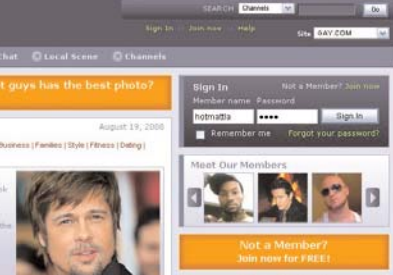 SEARCH Channels Go
Sign In Join now Help
Site GAY.COM
Chat Local Scene Channels
t guys has the best photo?
Sign In Not a Member? Join now
Member name Password
hotmattla •••• Sign In
Remember me Forgot your password?
August 19, 2006
Business | Families | Style | Fitness | Dating |
Meet Our Members
the
Not a Member?
Join now for FREE!